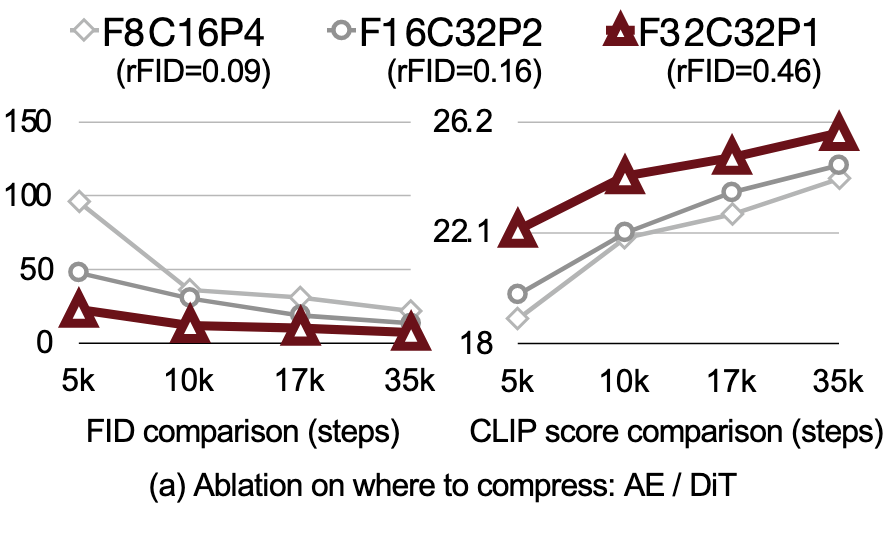 F8C16P4 F16C32P2 F32C32P1
(rFID=0.09) (rFID=0.16) (rFID=0.46)
150
100
50
0
5k 10k 17k 35k
FID comparison (steps)
26.2
22.1
18
5k 10k 17k 35k
CLIP score comparison (steps)
(a) Ablation on where to compress: AE / DiT